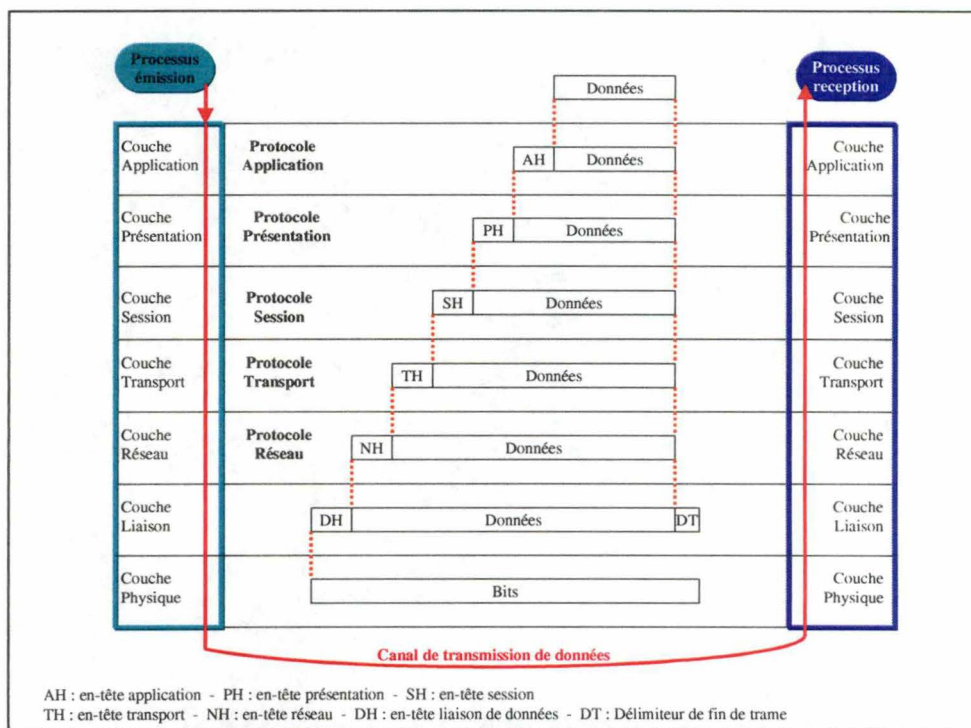 Processus
émission
Processus
reception
Données
Couche
Application
Protocole
Application
AH Données
Couche
Application
Couche
Présentation
Protocole
Présentation
PH Données
Couche
Présentation
Couche
Session
Protocole
Session
SH Données
Couche
Session
Couche
Transport
Protocole
Transport
TH Données
Couche
Transport
Couche
Réseau
Protocole
Réseau
NH Données
Couche
Réseau
Couche
Liaison
DH Données DT
Couche
Liaison
Couche
Physique
Bits
Couche
Physique
Canal de transmission de données
AH : en-tête application - PH : en-tête présentation - SH : en-tête session
TH : en-tête transport - NH : en-tête réseau - DH : en-tête liaison de données - DT : Délimiteur de fin de trame